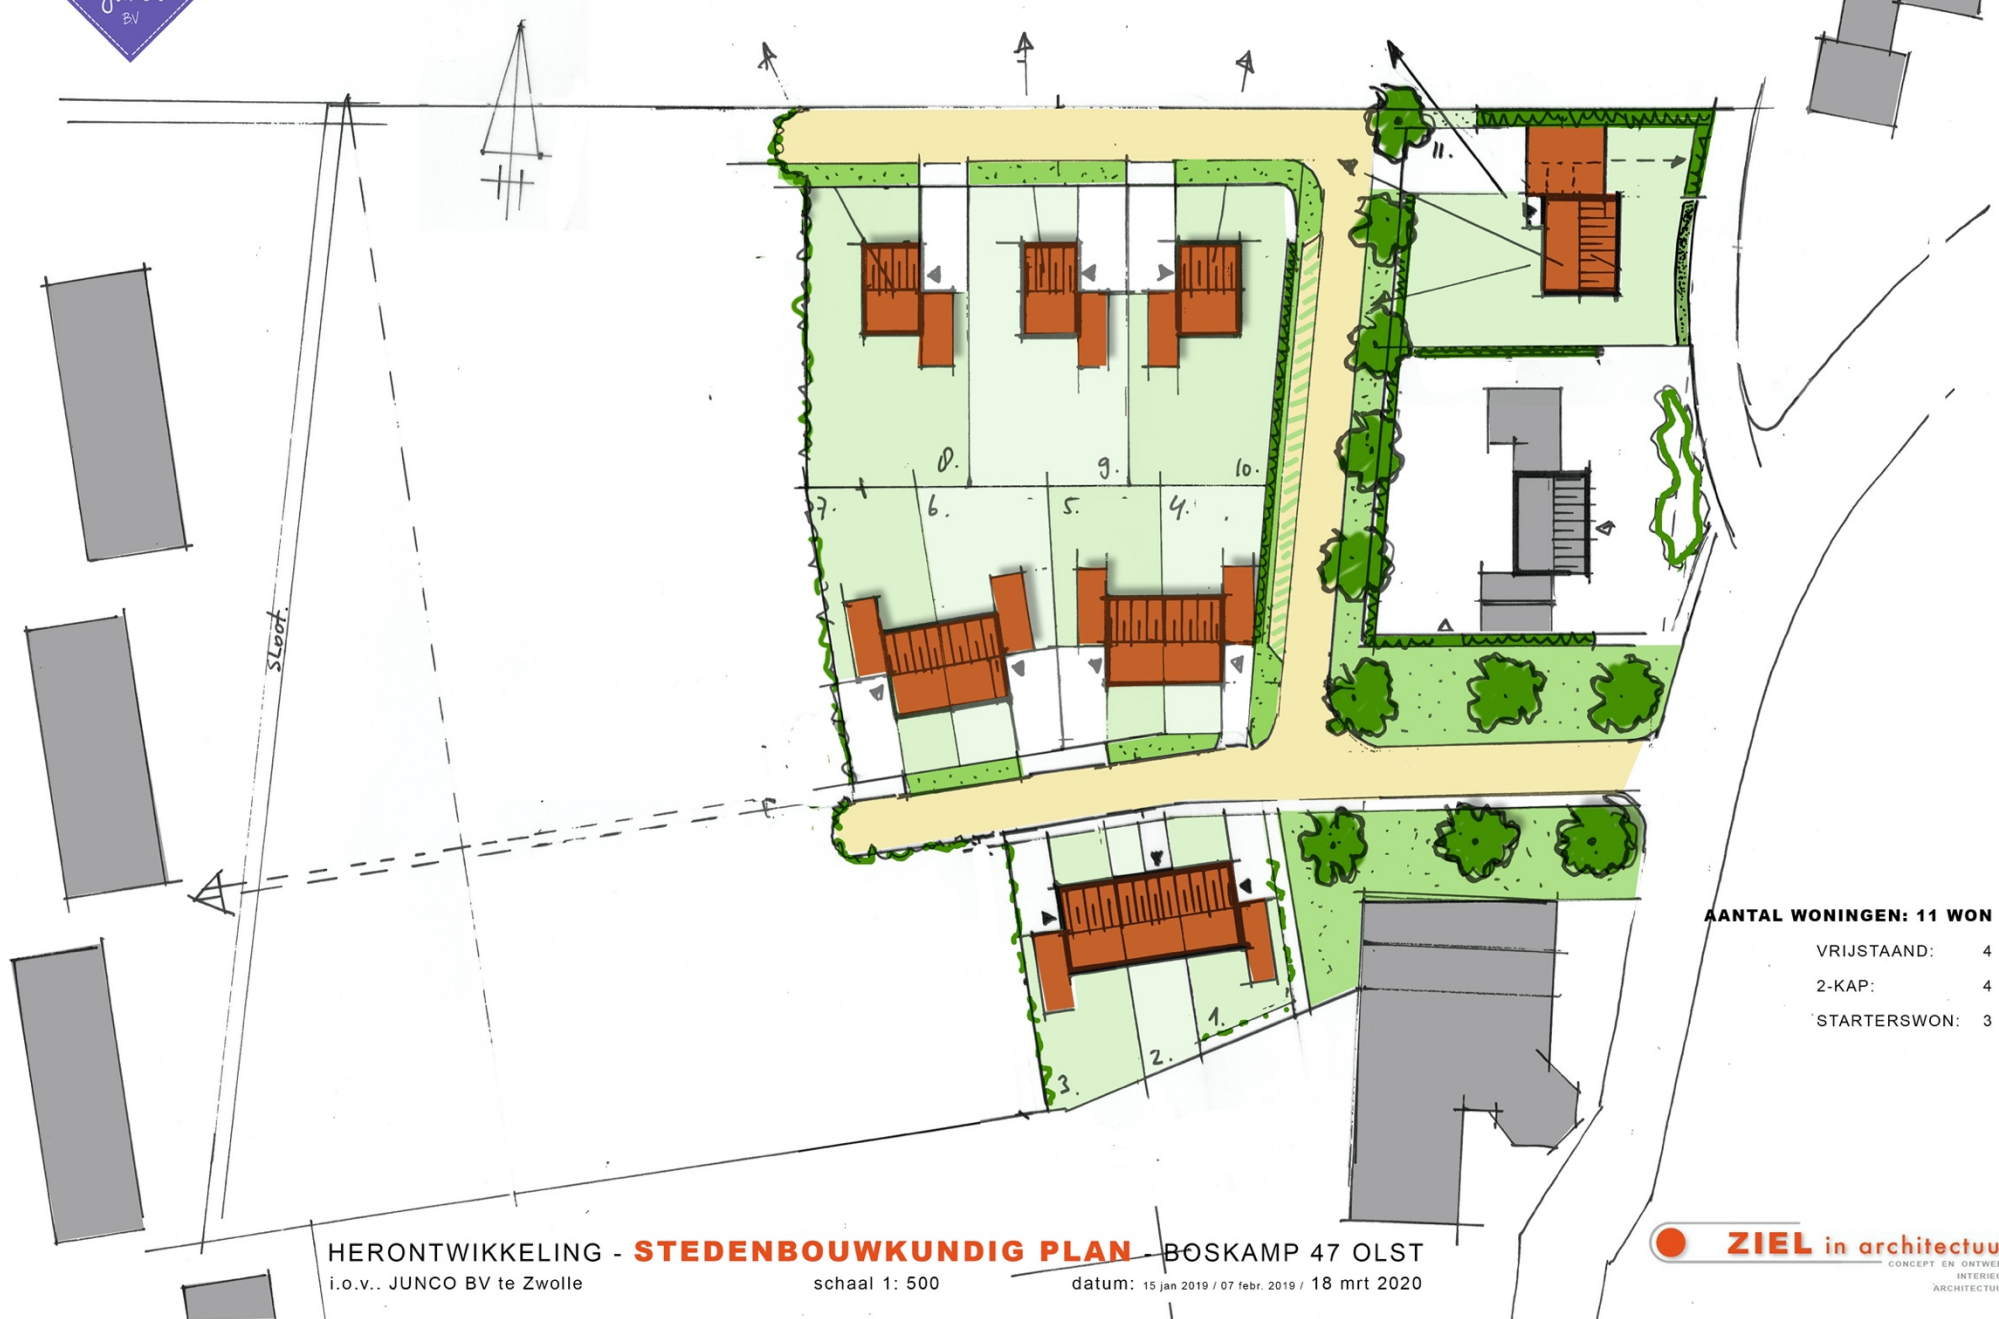 BV
11.
8.
9.
10.
7.
6.
5.
4.
SLOOT.
AANTAL WONINGEN: 11 WON
VRIJSTAAND: 4
2-KAP: 4
STARTERSWON: 3
1.
2.
3.
HERONTWIKKELING - STEDENBOUWKUNDIG PLAN - BOSKAMP 47 OLST
i.o.v.. JUNCO BV te Zwolle
schaal 1: 500
datum: 15 jan 2019 / 07 febr. 2019 / 18 mrt 2020
ZIEL in architectuu
CONCEPT EN ONTWE
INTERIEU
ARCHITECTUU